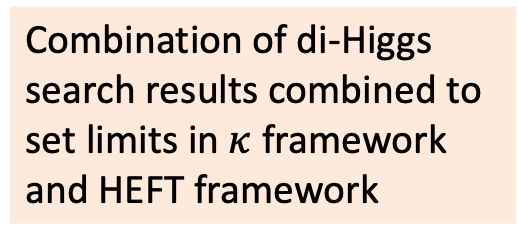 Combination of di-Higgs
search results combined to
set limits in κ framework
and HEFT framework